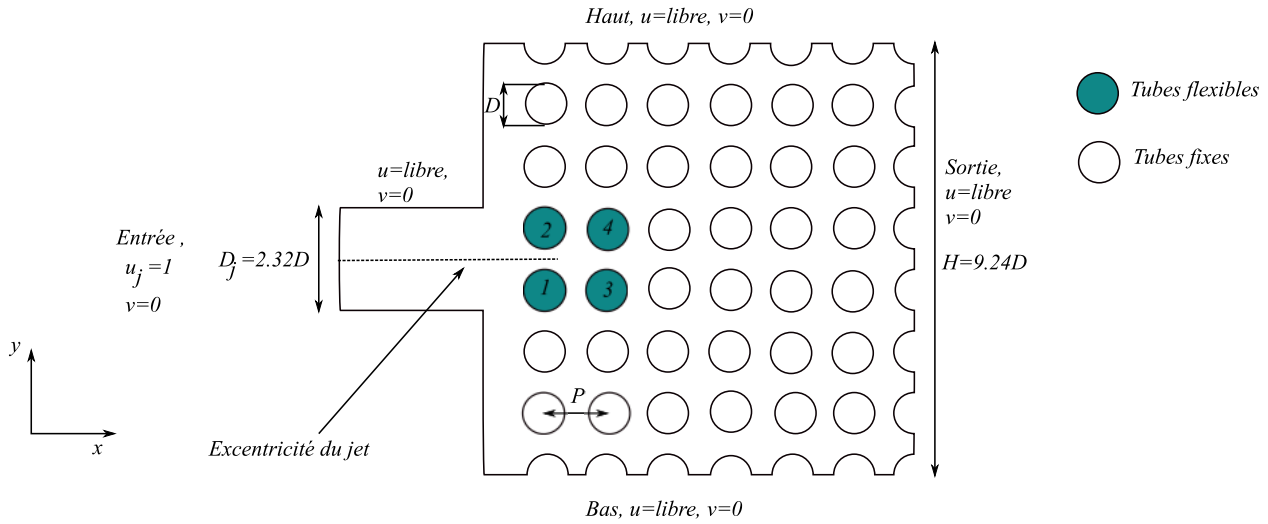 Haut, u=libre, v=0
Tubes flexibles
D
Tubes fixes
u=libre,
v=0
Sortie,
u=libre
v=0
2
4
Entrée ,
u_j =1
v=0
D_j =2.32D
H=9.24D
1
3
y
P
x
Excentricité du jet
Bas, u=libre, v=0